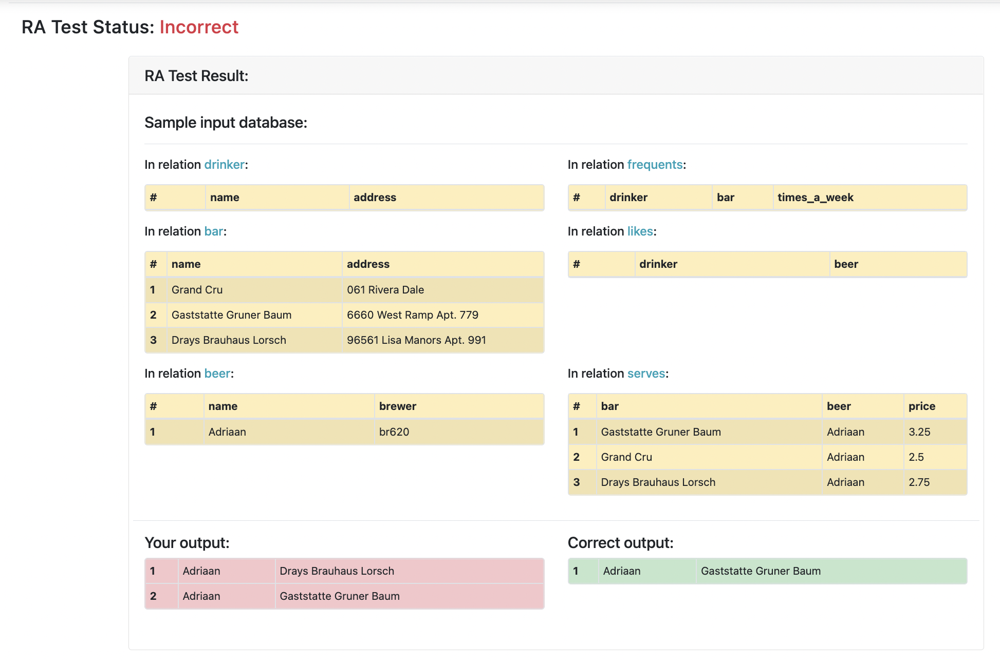 RA Test Status: Incorrect
RA Test Result:
Sample input database:
In relation drinker:
# name address
In relation frequents:
# drinker bar times_a_week
In relation bar:
# name address
1 Grand Cru 061 Rivera Dale
2 Gaststatte Gruner Baum 6660 West Ramp Apt. 779
3 Drays Brauhaus Lorsch 96561 Lisa Manors Apt. 991
In relation likes:
# drinker beer
In relation beer:
# name brewer
1 Adriaan br620
In relation serves:
# bar beer price
1 Gaststatte Gruner Baum Adriaan 3.25
2 Grand Cru Adriaan 2.5
3 Drays Brauhaus Lorsch Adriaan 2.75
Your output:
1 Adriaan Drays Brauhaus Lorsch
2 Adriaan Gaststatte Gruner Baum
Correct output:
1 Adriaan Gaststatte Gruner Baum